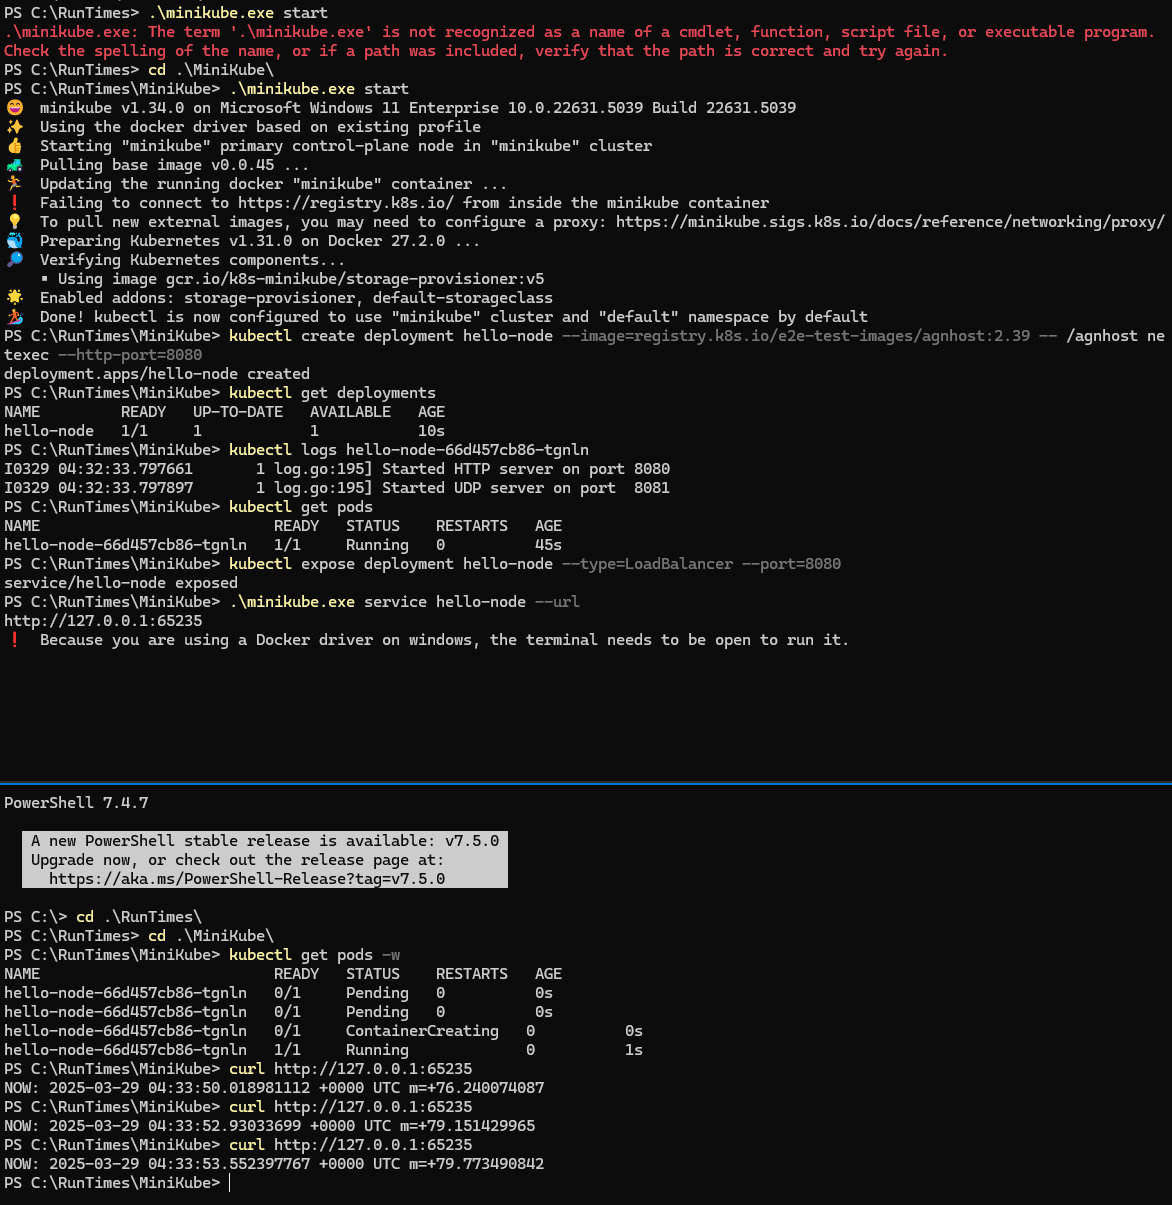 PS C:\RunTimes> .\minikube.exe start
.\minikube.exe: The term '.\minikube.exe' is not recognized as a name of a cmdlet, function, script file, or executable program.
Check the spelling of the name, or if a path was included, verify that the path is correct and try again.
PS C:\RunTimes> cd .\MiniKube\
PS C:\RunTimes\MiniKube> .\minikube.exe start
😄  minikube v1.34.0 on Microsoft Windows 11 Enterprise 10.0.22631.5039 Build 22631.5039
✨  Using the docker driver based on existing profile
👍  Starting "minikube" primary control-plane node in "minikube" cluster
🚜  Pulling base image v0.0.45 ...
🏃  Updating the running docker "minikube" container ...
❗  Failing to connect to https://registry.k8s.io/ from inside the minikube container
💡  To pull new external images, you may need to configure a proxy: https://minikube.sigs.k8s.io/docs/reference/networking/proxy/
🐳  Preparing Kubernetes v1.31.0 on Docker 27.2.0 ...
🔎  Verifying Kubernetes components...
    ▪ Using image gcr.io/k8s-minikube/storage-provisioner:v5
🌟  Enabled addons: storage-provisioner, default-storageclass
🏄  Done! kubectl is now configured to use "minikube" cluster and "default" namespace by default
PS C:\RunTimes\MiniKube> kubectl create deployment hello-node --image=registry.k8s.io/e2e-test-images/agnhost:2.39 -- /agnhost ne
texec --http-port=8080
deployment.apps/hello-node created
PS C:\RunTimes\MiniKube> kubectl get deployments
NAME         READY   UP-TO-DATE   AVAILABLE   AGE
hello-node   1/1     1            1           10s
PS C:\RunTimes\MiniKube> kubectl logs hello-node-66d457cb86-tgnln
I0329 04:32:33.797661       1 log.go:195] Started HTTP server on port 8080
I0329 04:32:33.797897       1 log.go:195] Started UDP server on port  8081
PS C:\RunTimes\MiniKube> kubectl get pods
NAME                          READY   STATUS    RESTARTS   AGE
hello-node-66d457cb86-tgnln   1/1     Running   0          45s
PS C:\RunTimes\MiniKube> kubectl expose deployment hello-node --type=LoadBalancer --port=8080
service/hello-node exposed
PS C:\RunTimes\MiniKube> .\minikube.exe service hello-node --url
http://127.0.0.1:65235
❗  Because you are using a Docker driver on windows, the terminal needs to be open to run it.
PowerShell 7.4.7
A new PowerShell stable release is available: v7.5.0
Upgrade now, or check out the release page at:
https://aka.ms/PowerShell-Release?tag=v7.5.0
PS C:\> cd .\RunTimes\
PS C:\RunTimes> cd .\MiniKube\
PS C:\RunTimes\MiniKube> kubectl get pods -w
NAME                          READY   STATUS    RESTARTS   AGE
hello-node-66d457cb86-tgnln   0/1     Pending   0          0s
hello-node-66d457cb86-tgnln   0/1     Pending   0          0s
hello-node-66d457cb86-tgnln   0/1     ContainerCreating   0          0s
hello-node-66d457cb86-tgnln   1/1     Running             0          1s
PS C:\RunTimes\MiniKube> curl http://127.0.0.1:65235
NOW: 2025-03-29 04:33:50.018981112 +0000 UTC m=+76.240074087
PS C:\RunTimes\MiniKube> curl http://127.0.0.1:65235
NOW: 2025-03-29 04:33:52.93033699 +0000 UTC m=+79.151429965
PS C:\RunTimes\MiniKube> curl http://127.0.0.1:65235
NOW: 2025-03-29 04:33:53.552397767 +0000 UTC m=+79.773490842
PS C:\RunTimes\MiniKube>